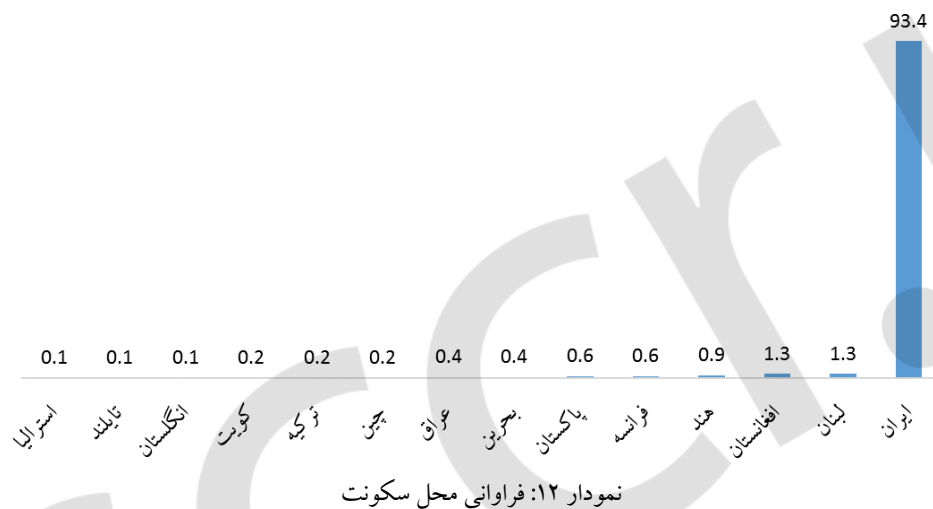 93.4
0.1 0.1 0.1 0.2 0.2 0.2 0.4 0.4 0.6 0.6 0.9 1.3 1.3
استرالیا تایلند انگلستان کویت ترکیه چین عراق بحرین پاکستان فرانسه هند افغانستان لبنان ایران
نمودار ۱۲: فراوانی محل سکونت